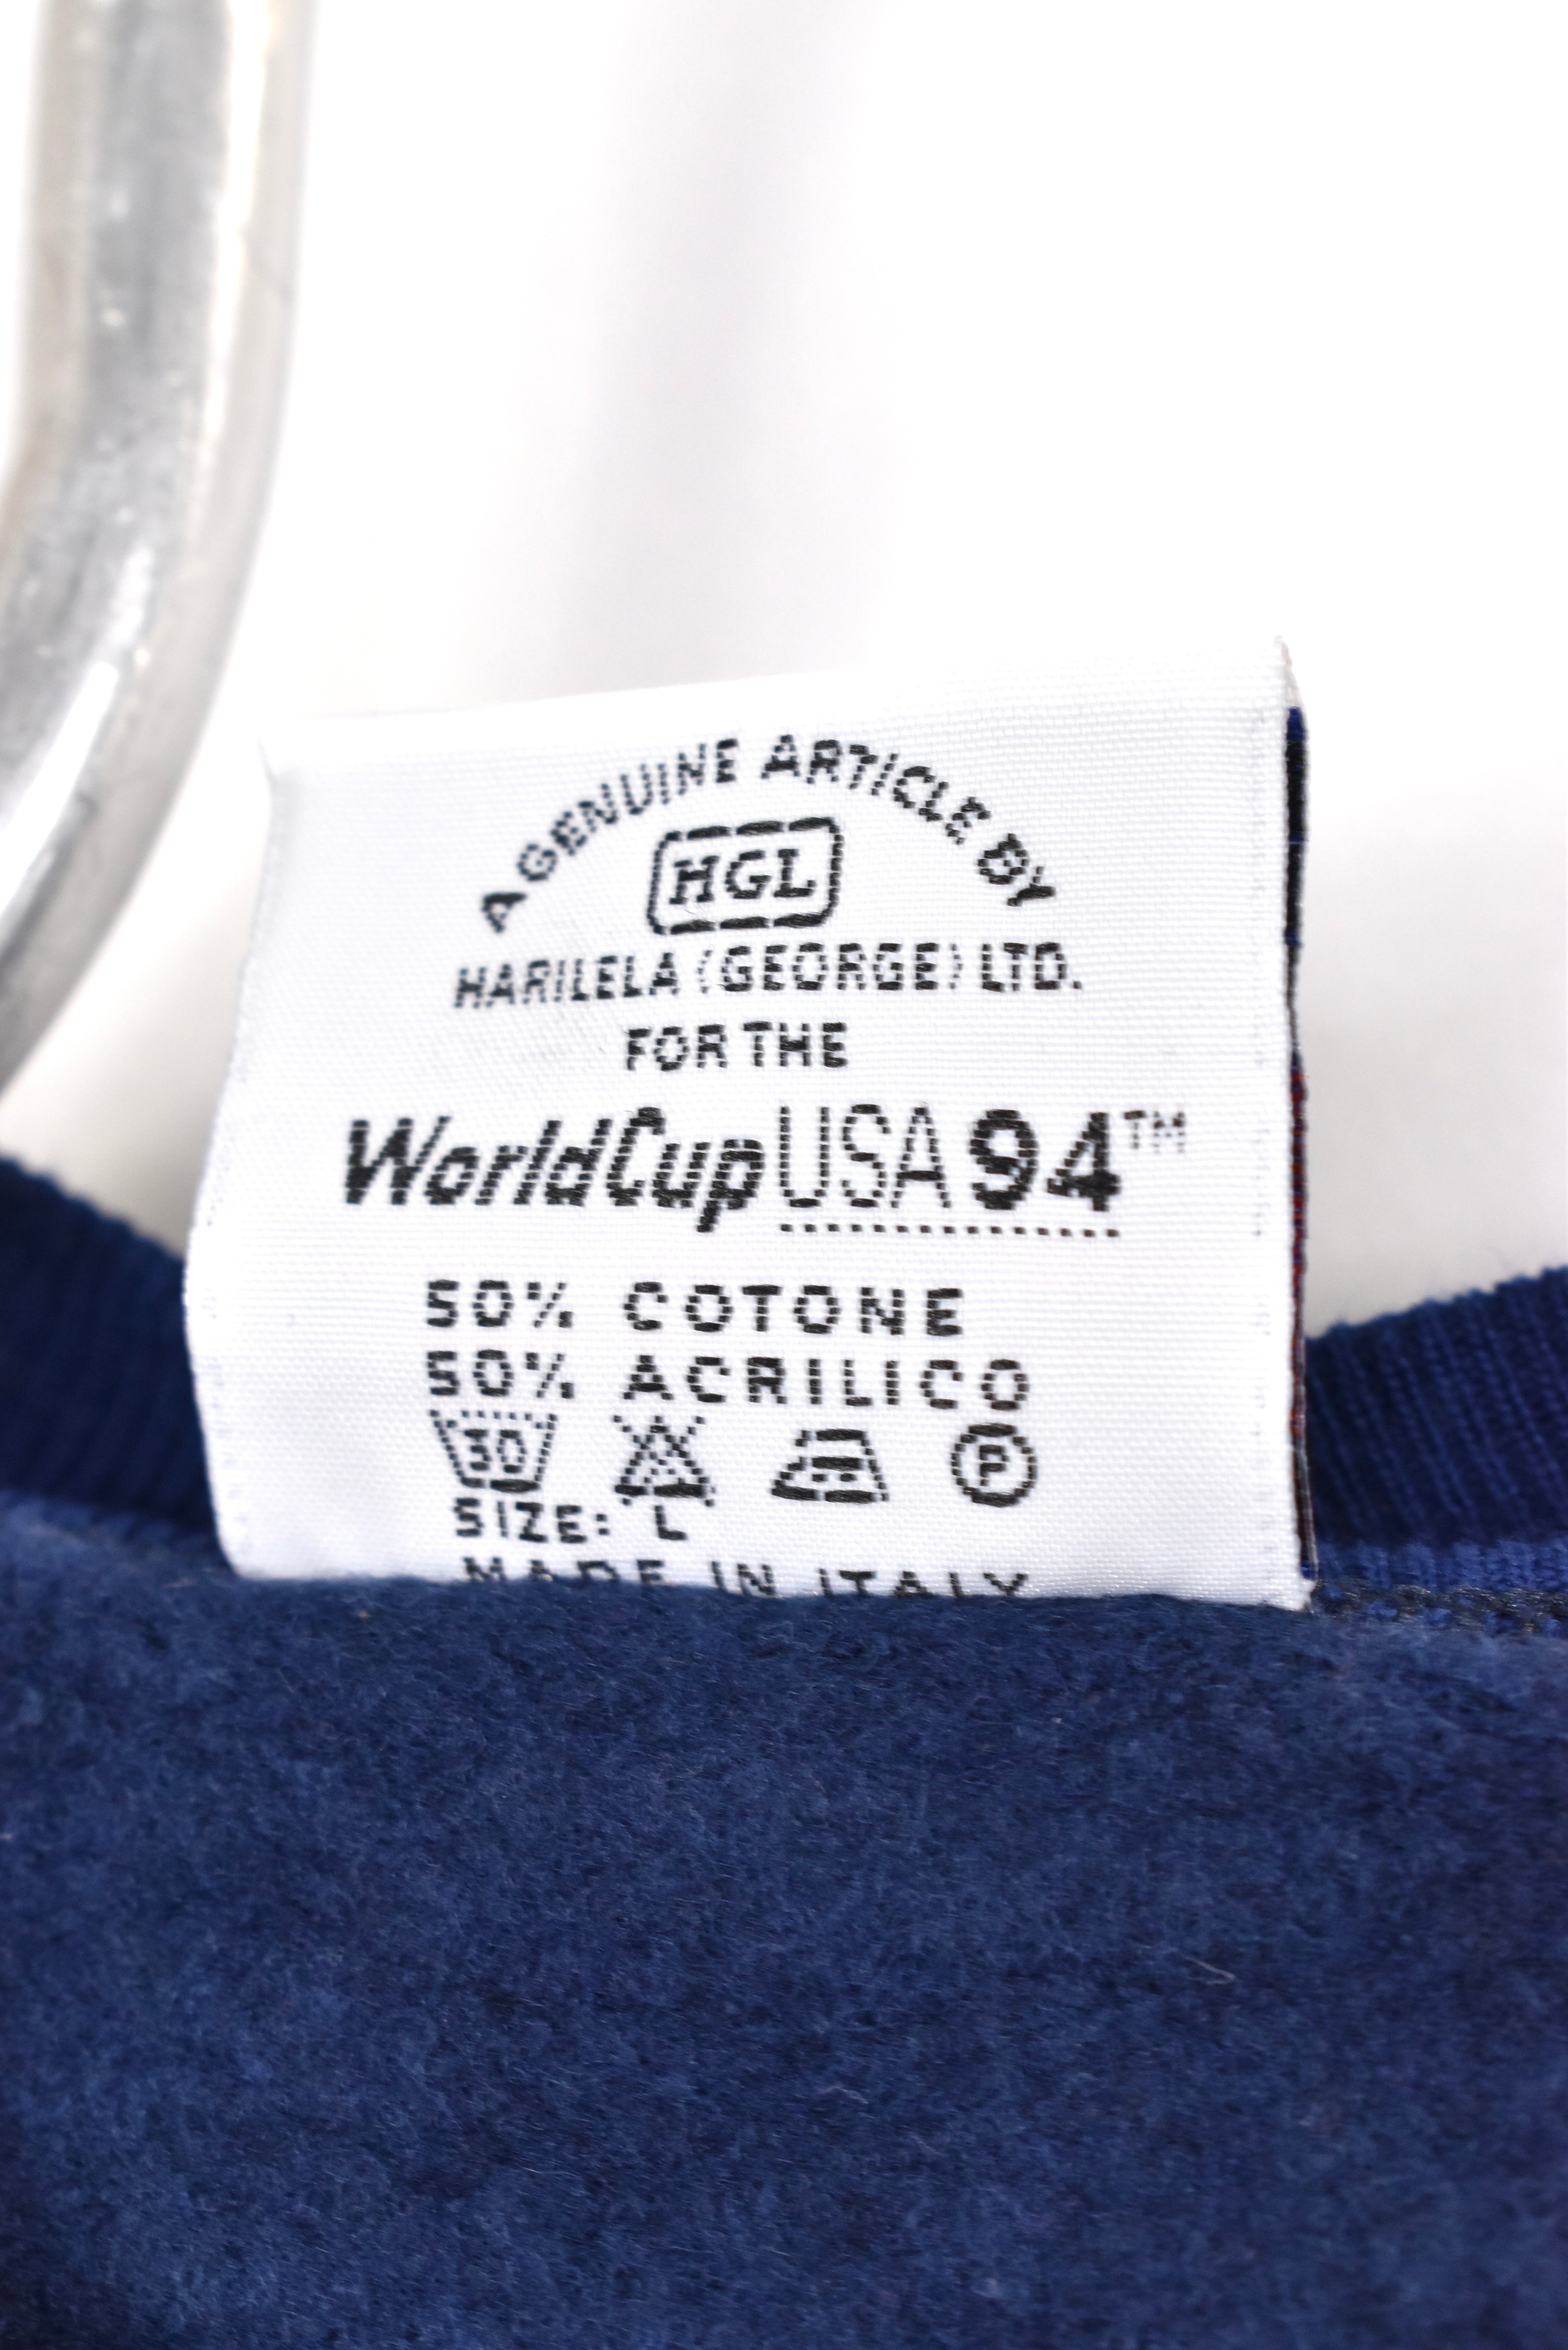 A GENUINE ARTICLE BY
HGL
HARILELA (GEORGE) LTD.
FOR THE
WorldCup USA 94™
50% COTONE
50% ACRILICO
30 P
SIZE: L
MADE IN ITALY